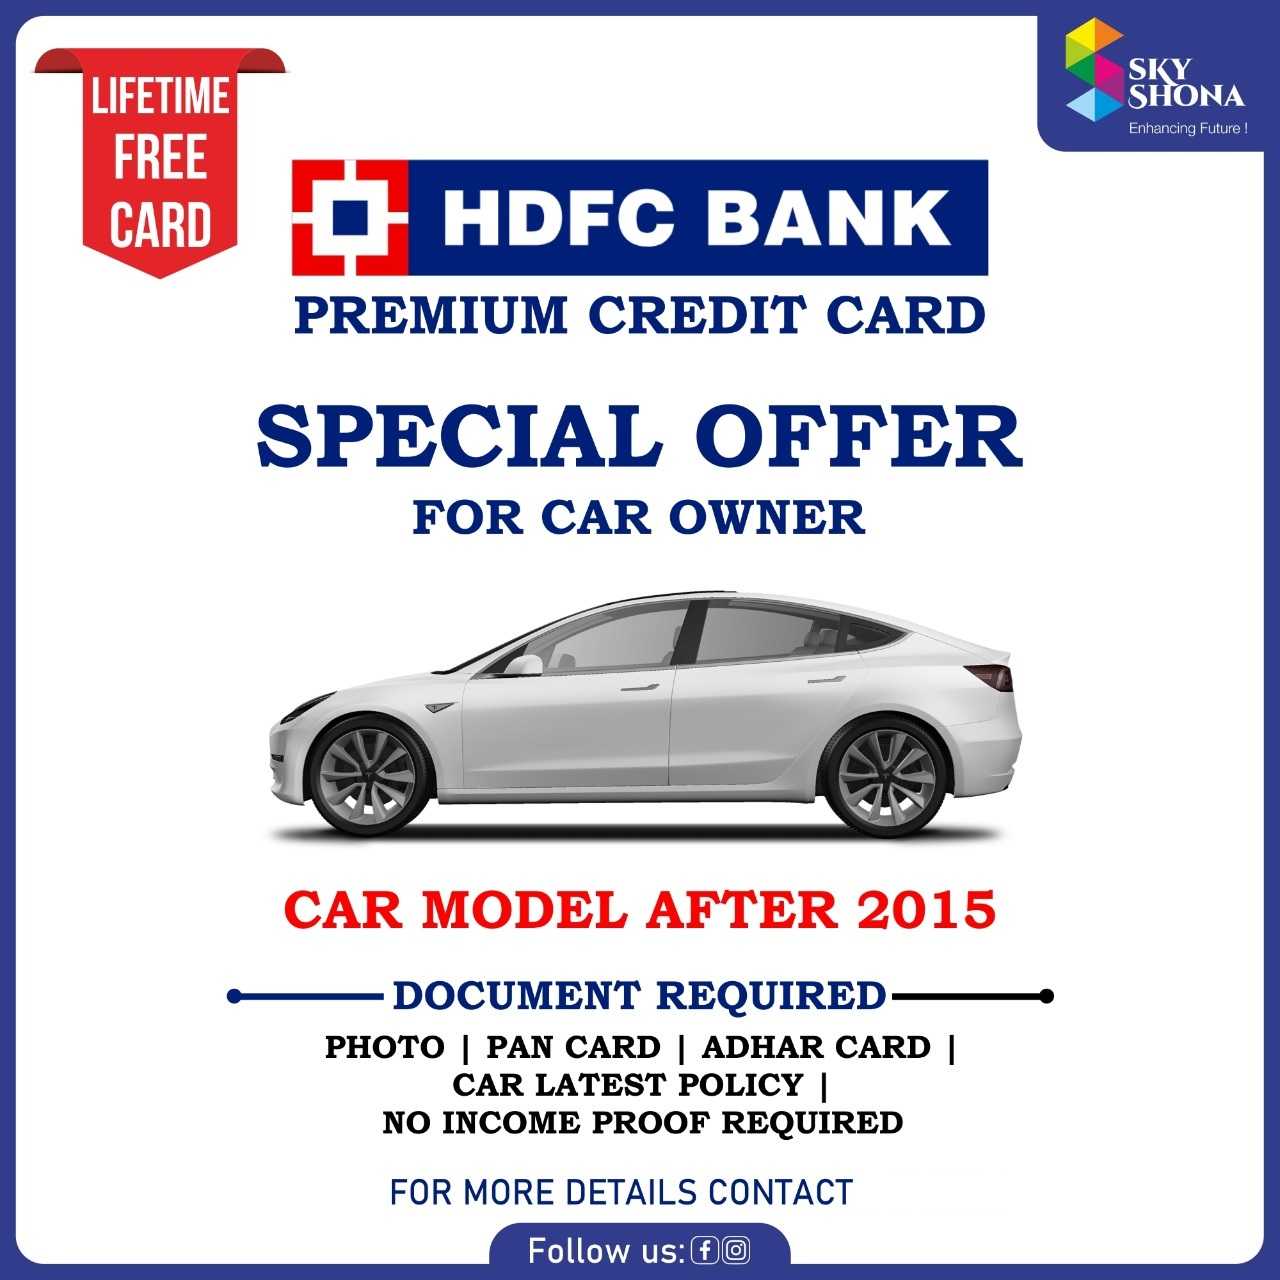 LIFETIME
FREE
CARD
SKY
SHONA
Enhancing Future !
HDFC BANK
PREMIUM CREDIT CARD
SPECIAL OFFER
FOR CAR OWNER
CAR MODEL AFTER 2015
DOCUMENT REQUIRED
PHOTO | PAN CARD | ADHAR CARD |
CAR LATEST POLICY |
NO INCOME PROOF REQUIRED
FOR MORE DETAILS CONTACT
Follow us: